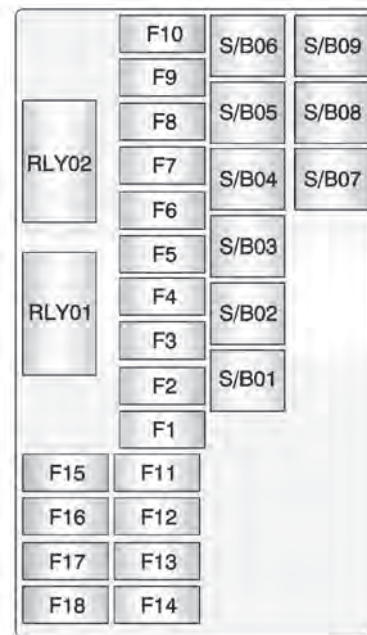 F10 S/B06 S/B09
F9
F8 S/B05 S/B08
RLY02 F7 S/B04 S/B07
F6
F5 S/B03
RLY01 F4 S/B02
F3
F2 S/B01
F1
F15 F11
F16 F12
F17 F13
F18 F14